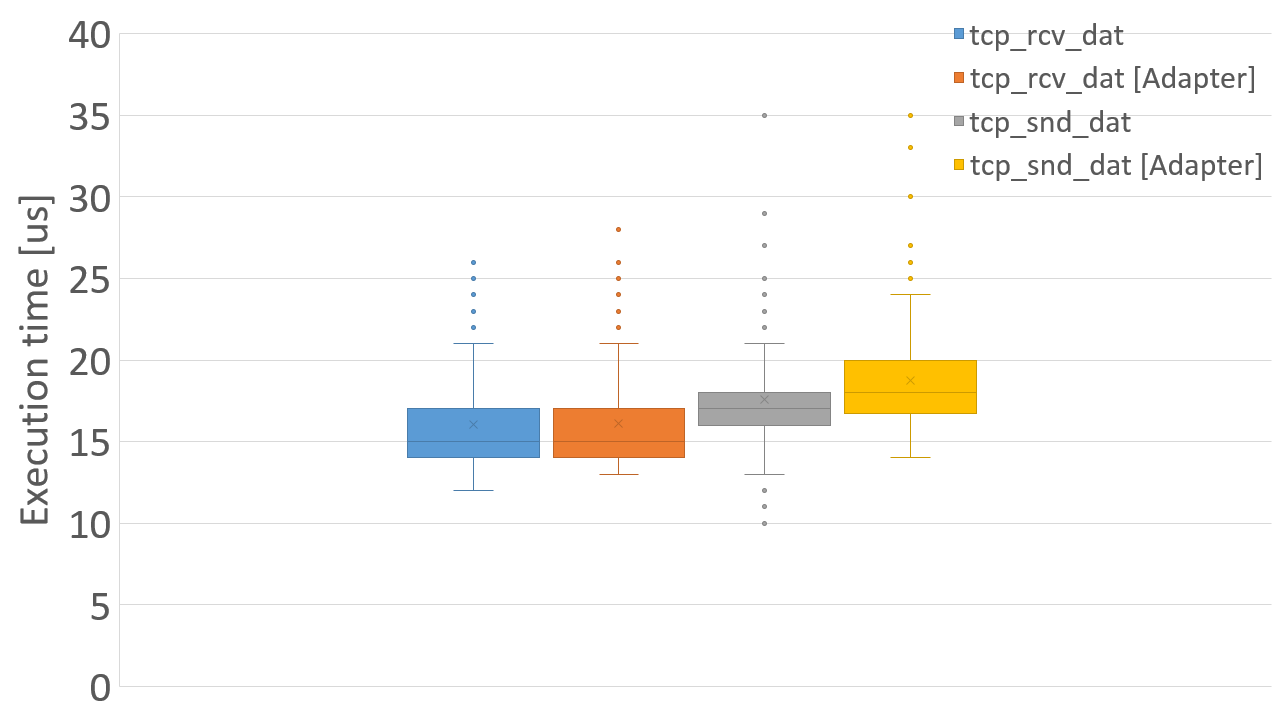 40
35
30
25
20
15
10
5
0
Execution time [us]
tcp_rcv_dat
tcp_rcv_dat [Adapter]
tcp_snd_dat
tcp_snd_dat [Adapter]